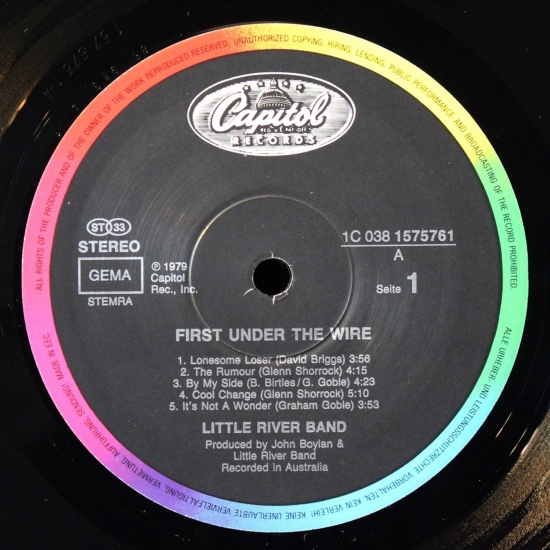 ALL RIGHTS OF THE PRODUCER AND OF THE OWNER OF THE WORK REPRODUCED RESERVED, UNAUTHORIZED COPYING, HIRING, LENDING, PUBLIC PERFORMANCE AND BROADCASTING OF THE RECORD PROHIBITED.
Capitol
REG. U.S. PAT. OFF.
RECORDS
ST 33
STEREO
GEMA
STEMRA
℗ 1979
Capitol
Rec., Inc.
1C 038 1575761
A
Seite 1
FIRST UNDER THE WIRE
1. Lonesome Loser (David Briggs) 3:56
2. The Rumour (Glenn Shorrock) 4:15
3. By My Side (B. Birtles/G. Goble) 4:23
4. Cool Change (Glenn Shorrock) 5:10
5. It's Not A Wonder (Graham Goble) 3:53
LITTLE RIVER BAND
Produced by John Boylan &
Little River Band
Recorded in Australia
ALLE URHEBER- UND LEISTUNGSSCHUTZRECHTE VORBEHALTEN. KEIN VERLEIH! KEINE UNERLAUBTE VERVIELFÄLTIGUNG, VERMIETUNG, AUFFÜHRUNG, SENDUNG! MADE IN EEC.